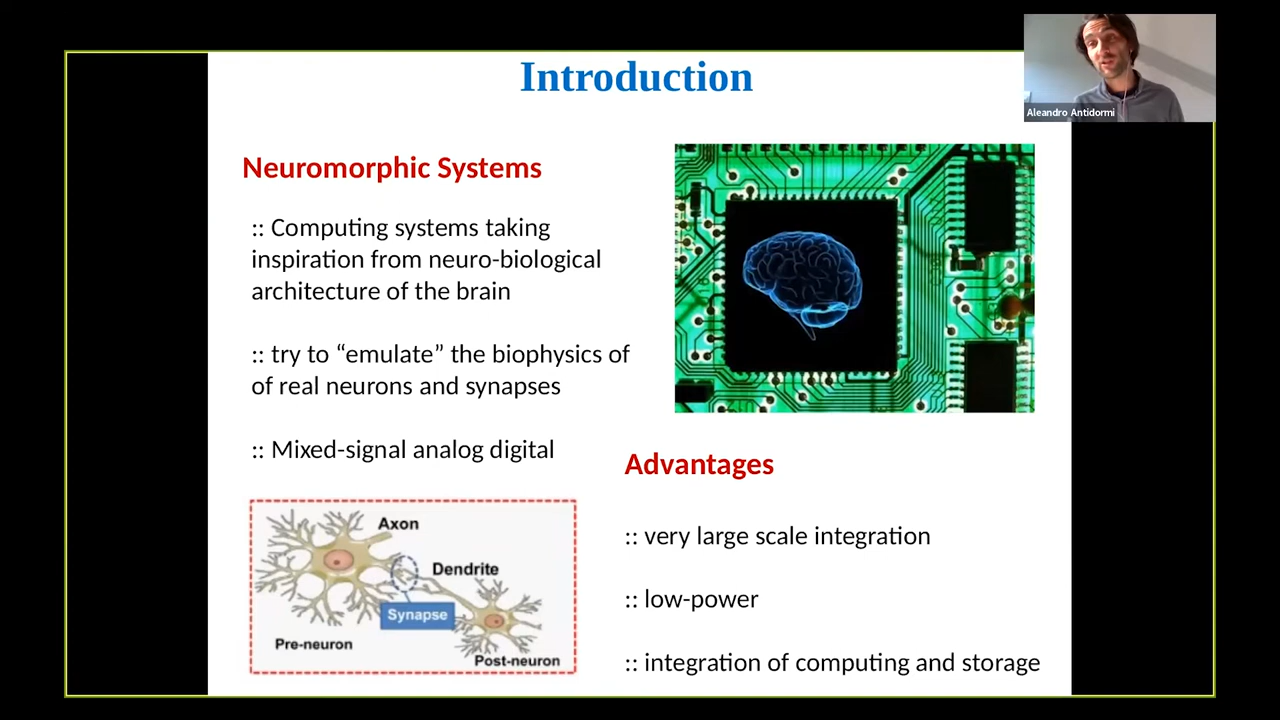 Introduction
Aleandro Antidormi
Neuromorphic Systems
:: Computing systems taking
inspiration from neuro-biological
architecture of the brain
:: try to “emulate” the biophysics of
of real neurons and synapses
:: Mixed-signal analog digital
Axon
Dendrite
Synapse
Pre-neuron
Post-neuron
Advantages
:: very large scale integration
:: low-power
:: integration of computing and storage